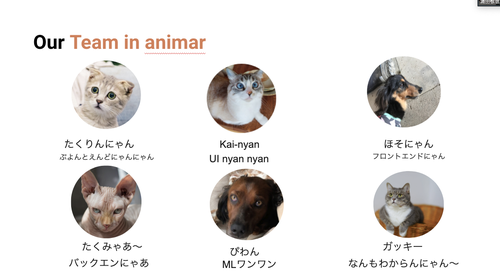 Our Team in animar
たくりんにゃん
Kai-nyan
ほそにゃん
ぷよんとえんどにゃんにゃん
UI nyan nyan
フロントエンドにゃん
たくみゃあ〜
ぴわん
ガッキー
バックエンにゃあ
MLワンワン
なんもわからんにゃん〜